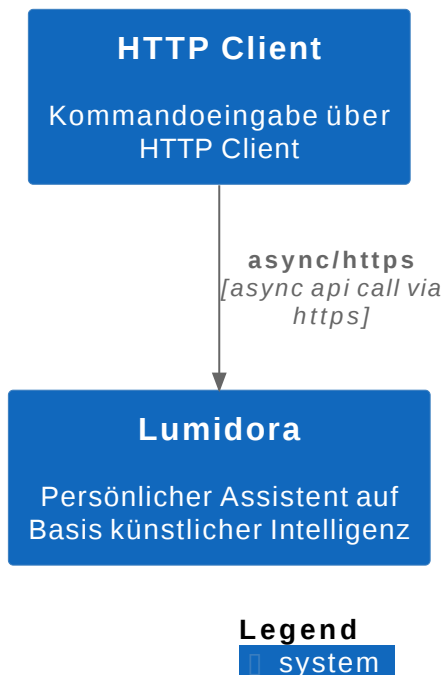 HTTP Client
Kommandoeingabe über
HTTP Client
async/https
[async api call via
https]
Lumidora
Persönlicher Assistent auf
Basis künstlicher Intelligenz
Legend
system